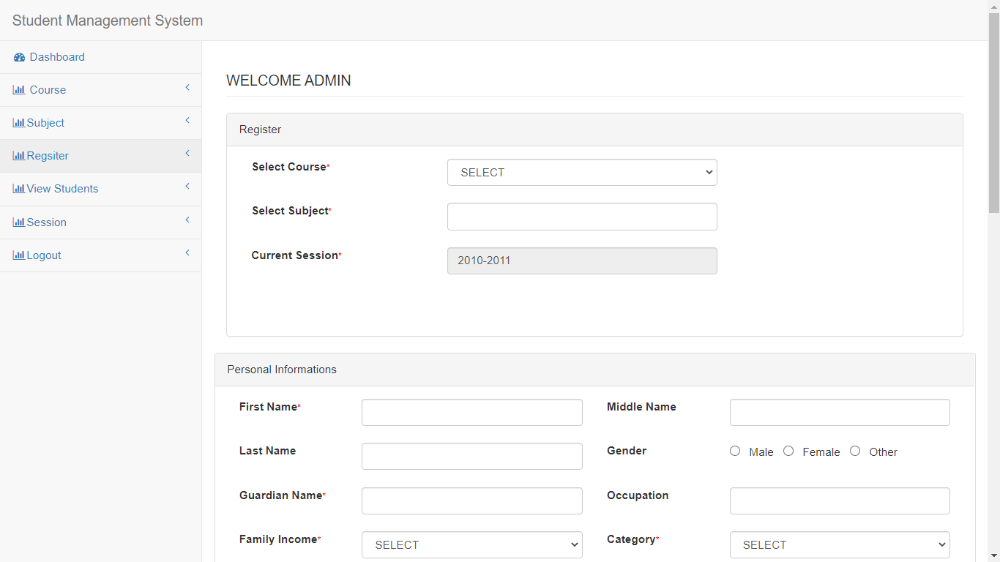 Student Management System
Dashboard
Course
Subject
Regsiter
View Students
Session
Logout
WELCOME ADMIN
Register
Select Course*
SELECT
Select Subject*
Current Session*
2010-2011
Personal Informations
First Name*
Middle Name
Last Name
Gender
Male Female Other
Guardian Name*
Occupation
Family Income*
SELECT
Category*
SELECT